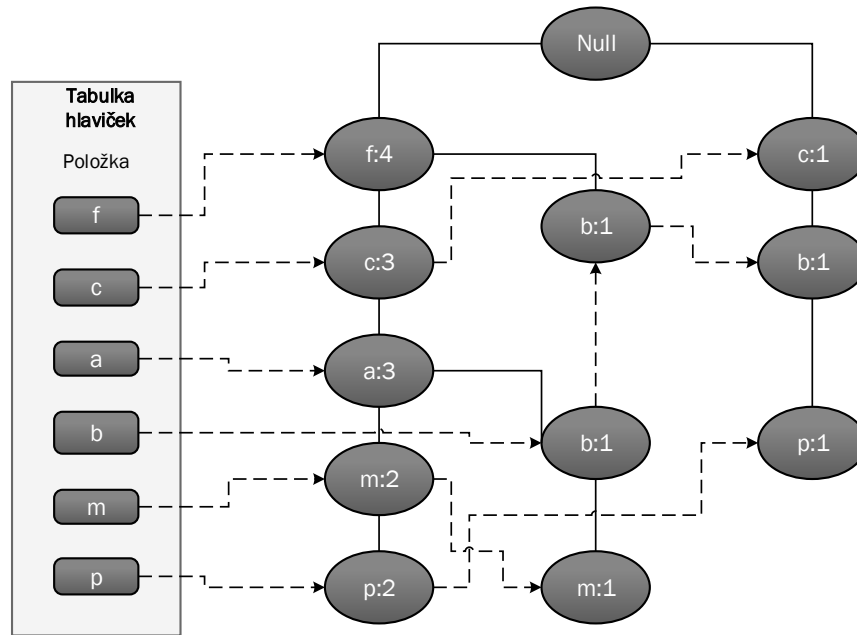 Null
Tabulka
hlaviček
Položka
f
c
a
b
m
p
f:4
c:1
b:1
c:3
b:1
a:3
b:1
p:1
m:2
p:2
m:1